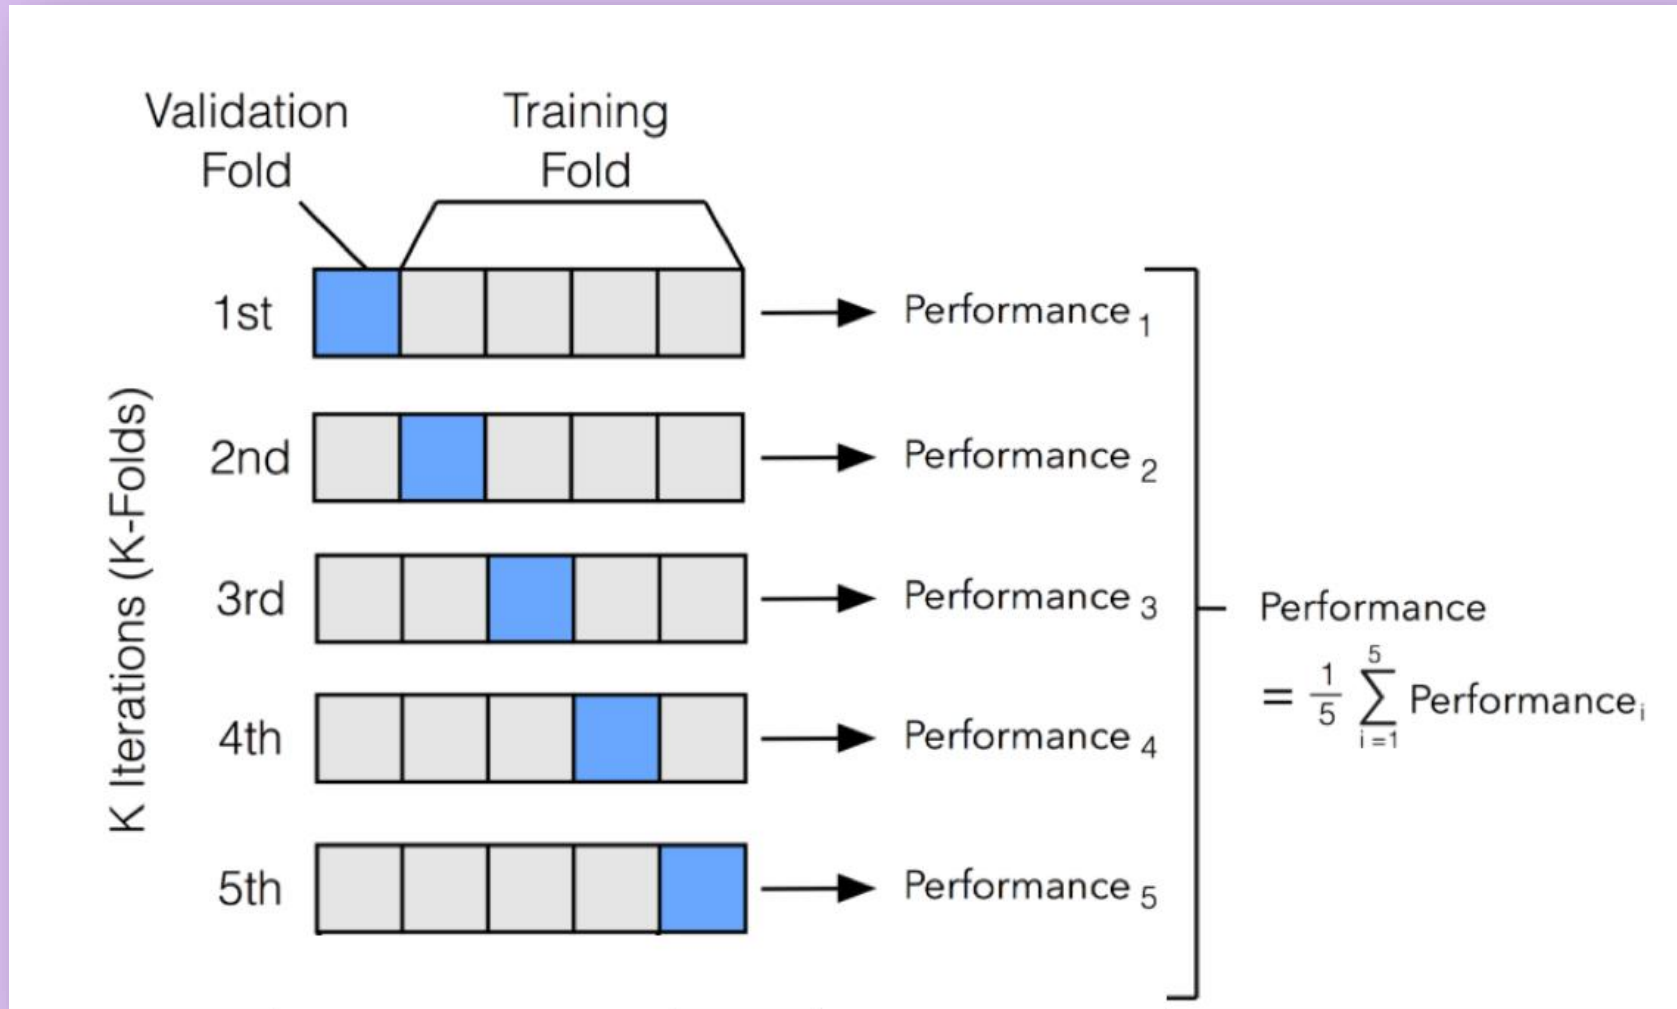 Validation
Fold
Training
Fold
1st
Performance 1
2nd
Performance 2
3rd
Performance 3
4th
Performance 4
5th
Performance 5
K Iterations (K-Folds)
Performance
= 1/5 5∑i=1 Performancei